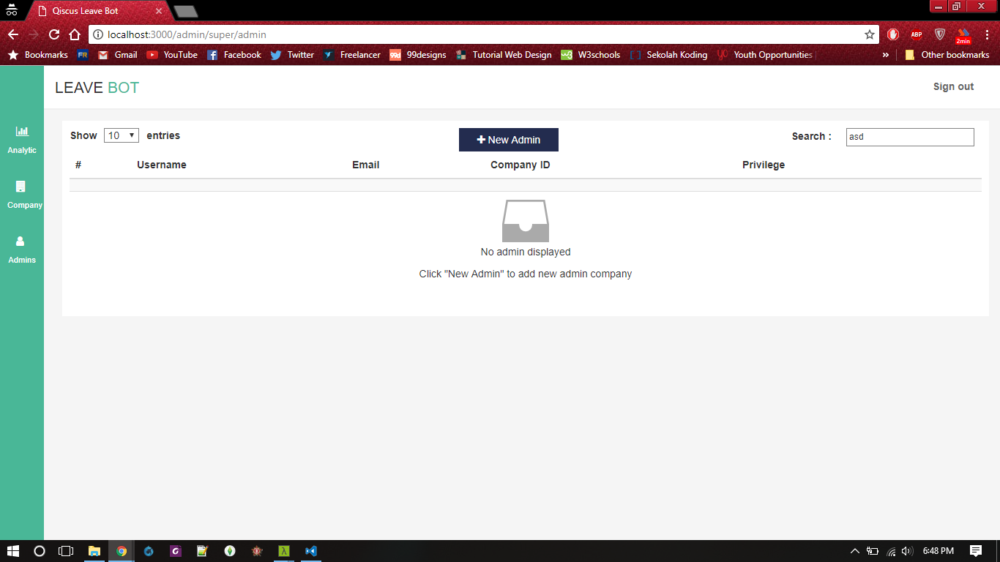 Qiscus Leave Bot
localhost:3000/admin/super/admin
ABP
2min
Bookmarks FR Gmail YouTube Facebook Twitter Freelancer 99d 99designs Tutorial Web Design W3schools Sekolah Koding YO Youth Opportunities » Other bookmarks
LEAVE BOT
Sign out
Analytic
Company
Admins
Show 10 entries
New Admin
Search :
asd
# Username Email Company ID Privilege
No admin displayed
Click "New Admin" to add new admin company
6:48 PM